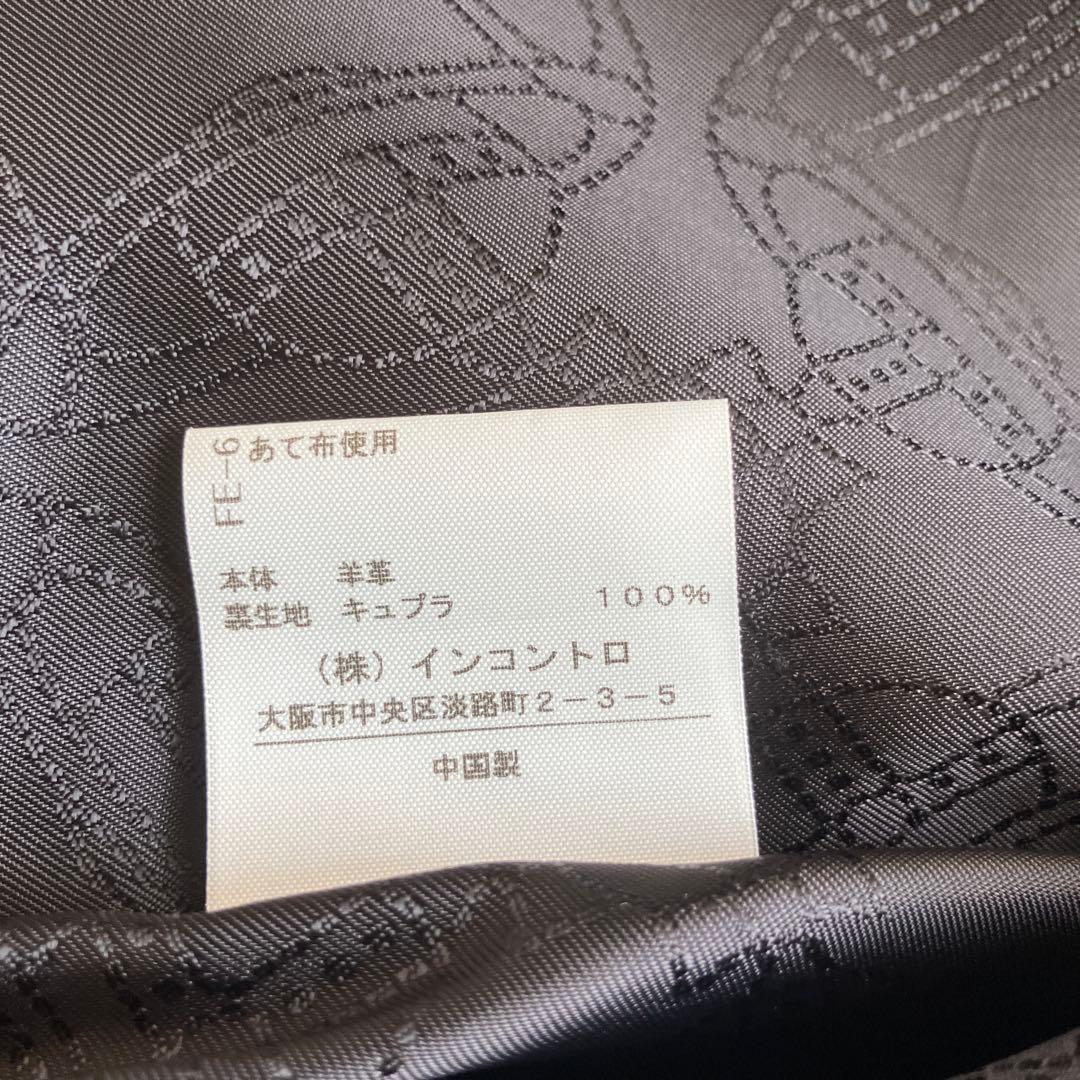 FE-6
あて布使用
本体 羊革
裏生地 キュプラ 100%
(株)インコントロ
大阪市中央区淡路町2-3-5
中国製